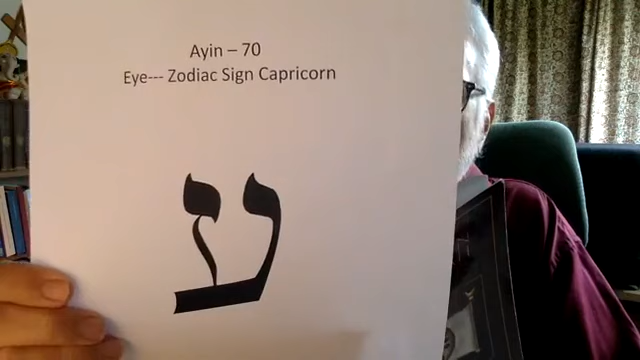 Ayin – 70
Eye--- Zodiac Sign Capricorn
ע